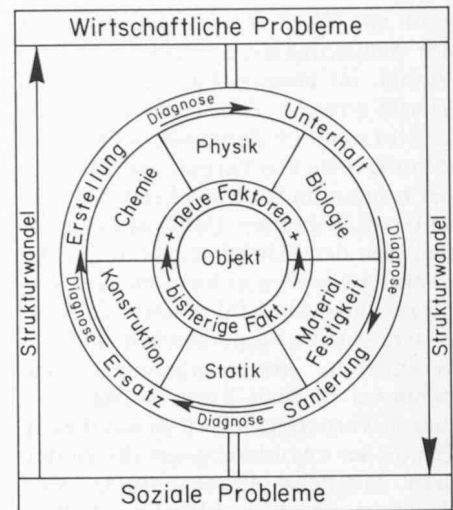 Wirtschaftliche Probleme
Strukturwandel
Strukturwandel
Diagnose
Erstellung
Unterhalt
Physik
Chemie
Biologie
Diagnose
+ neue Faktoren +
Objekt
bisherige Fakt.
Konstruktion
Material
Festigkeit
Diagnose
Statik
Ersatz
Sanierung
Diagnose
Soziale Probleme